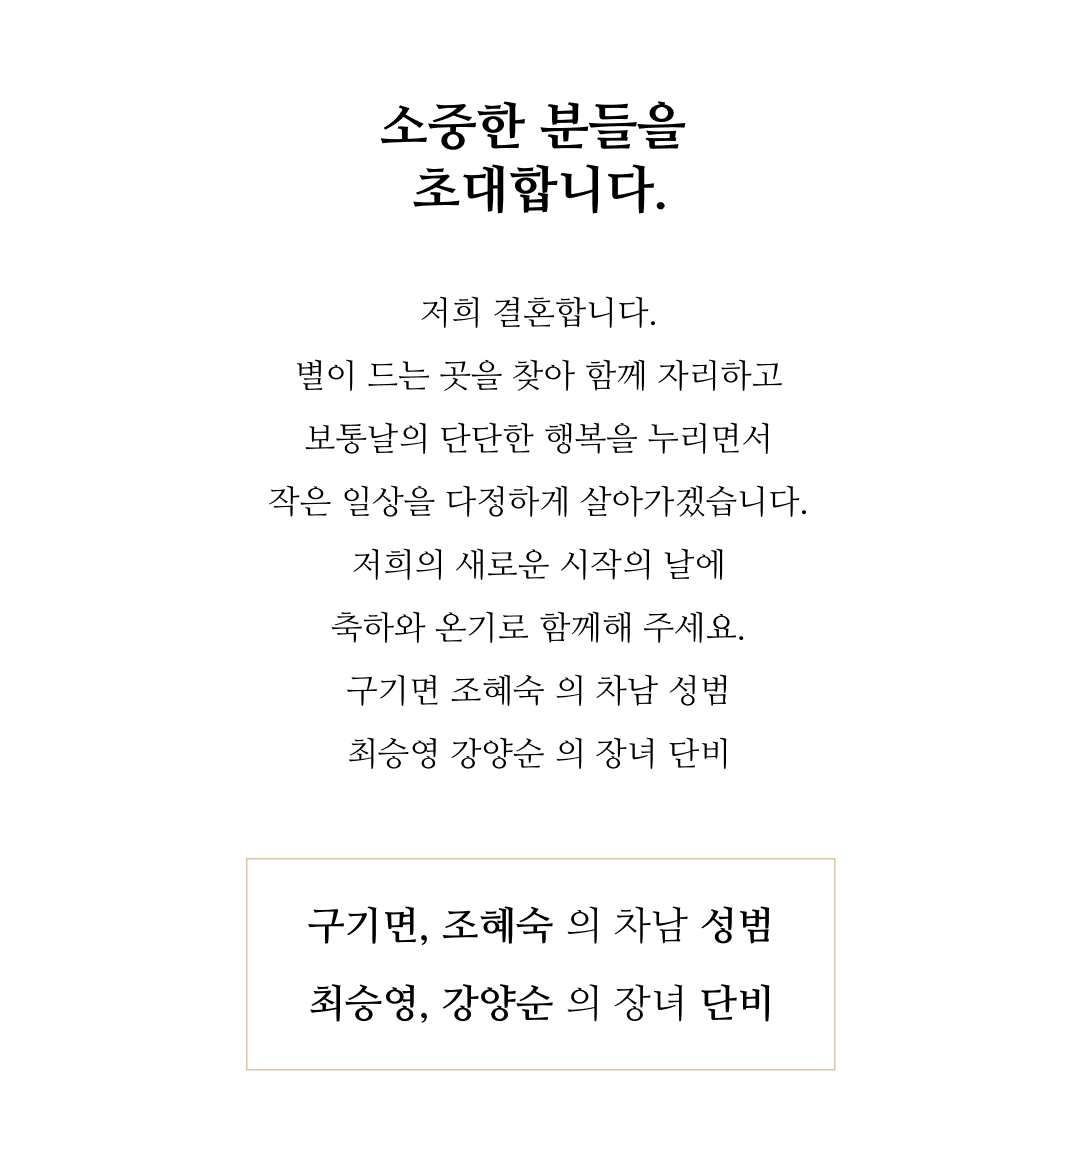 소중한 분들을
초대합니다.
저희 결혼합니다.
별이 드는 곳을 찾아 함께 자리하고
보통날의 단단한 행복을 누리면서
작은 일상을 다정하게 살아가겠습니다.
저희의 새로운 시작의 날에
축하와 온기로 함께해 주세요.
구기면 조혜숙 의 차남 성범
최승영 강양순 의 장녀 단비
구기면, 조혜숙 의 차남 성범
최승영, 강양순 의 장녀 단비